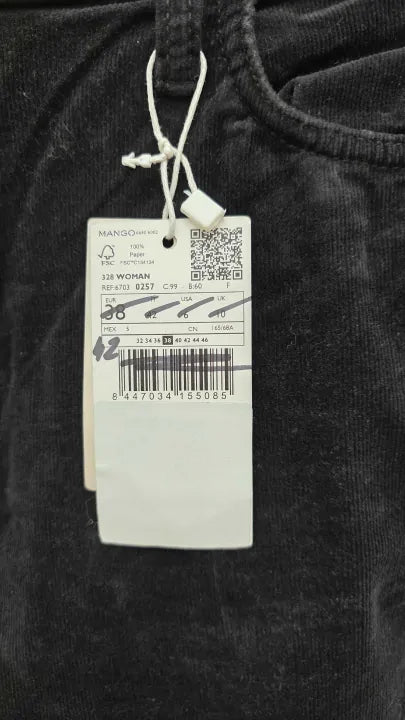 MANGO
100%
Paper
FSC
328 WOMAN
REF:6703 0257 C:99 B:60 F
EUR IT USA UK
38 42 6 10
MEX S CN 165/68A
32 34 36 38 40 42 44 46
42
8 447034 155085